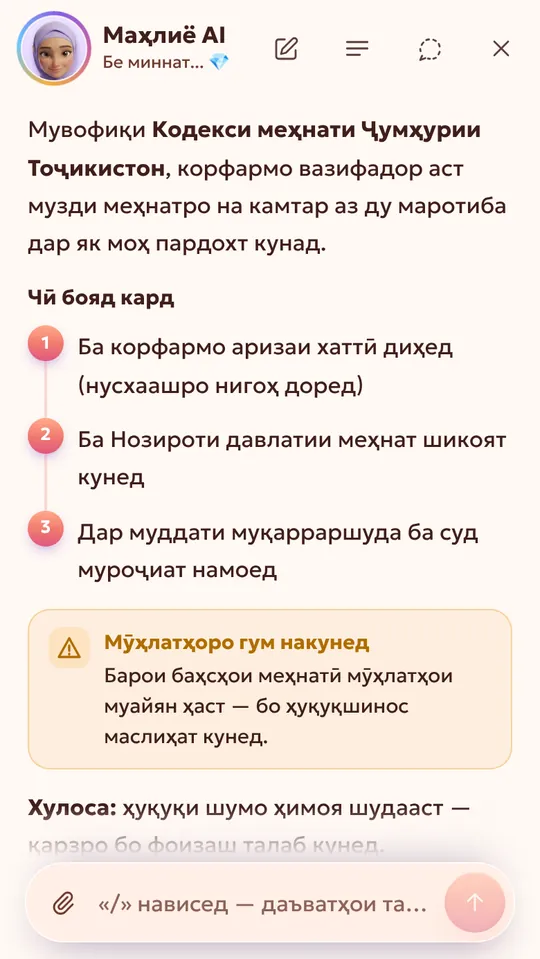 Маҳлиё AI
Бе миннат... 💎
Мувофиқи Кодекси меҳнати Ҷумҳурии
Тоҷикистон, корфармо вазифадор аст
музди меҳнатро на камтар аз ду маротиба
дар як моҳ пардохт кунад.
Чӣ бояд кард
1 Ба корфармо аризаи хаттӣ диҳед
(нусхаашро нигоҳ доред)
2 Ба Нозироти давлатии меҳнат шикоят
кунед
3 Дар муддати муқарраршуда ба суд
муроҷиат намоед
Мӯҳлатҳоро гум накунед
Барои баҳсҳои меҳнатӣ мӯҳлатҳои
муайян ҳаст — бо ҳуқуқшинос
маслиҳат кунед.
Хулоса: ҳуқуқи шумо ҳимоя шудааст —
қарзро бо фоизаш талаб кунед.
«/» нависед — даъватҳои та...